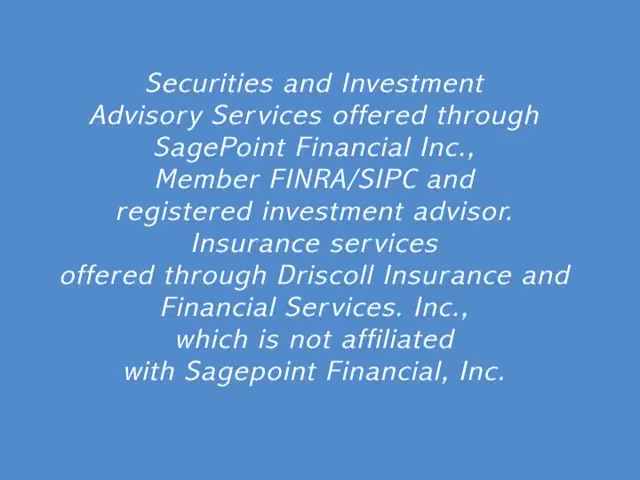 Securities and Investment
Advisory Services offered through
SagePoint Financial Inc.,
Member FINRA/SIPC and
registered investment advisor.
Insurance services
offered through Driscoll Insurance and
Financial Services. Inc.,
which is not affiliated
with Sagepoint Financial, Inc.